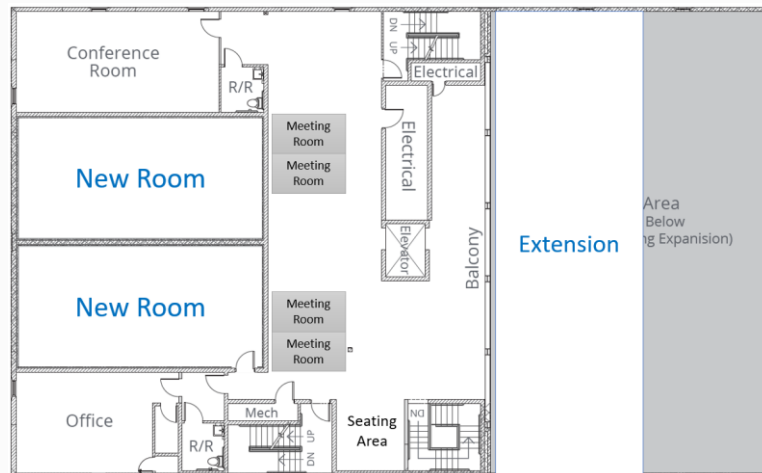 Conference
Room
R/R
DN
UP
Electrical
Meeting
Room
Meeting
Room
New Room
Electrical
Elevator
Balcony
Extension
Area
Below
ng Expanision)
New Room
Meeting
Room
Meeting
Room
Office
R/R
Mech
UP
DN
Seating
Area
DN